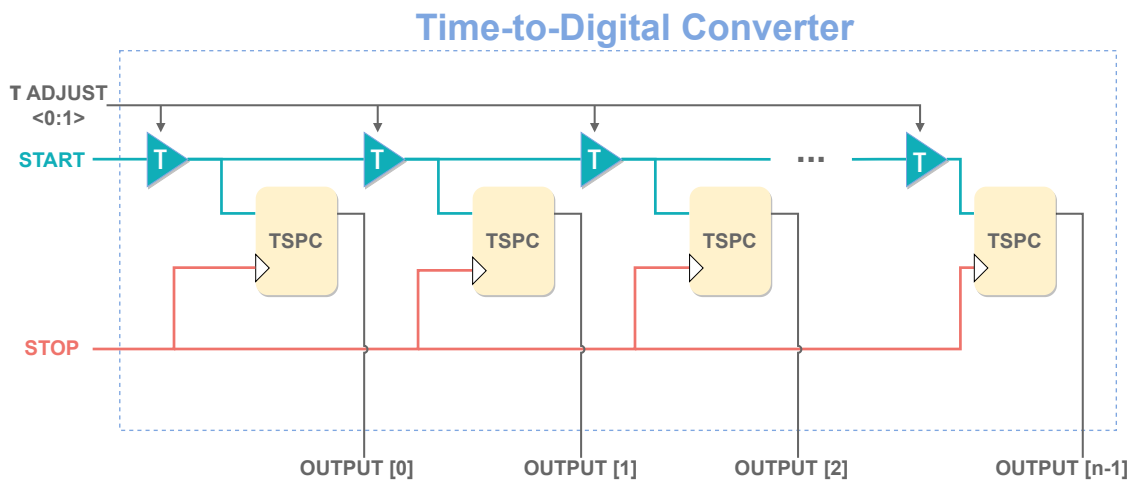 Time-to-Digital Converter
T ADJUST
<0:1>
START
T
T
T
...
T
TSPC
TSPC
TSPC
TSPC
STOP
OUTPUT [0]
OUTPUT [1]
OUTPUT [2]
OUTPUT [n-1]